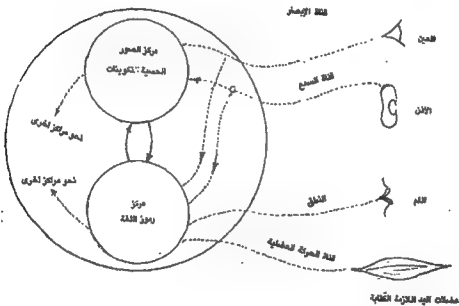 قناة الإبصار
العين
مركز الصور
الحسية - تكوينات
قناة السمع
الأذن
نحو مراكز أخرى
نحو مراكز أخرى
مركز
رموز اللغة
النطق
الفم
قناة الحركة العضلية
عضلات اليد اللازمة للكتابة